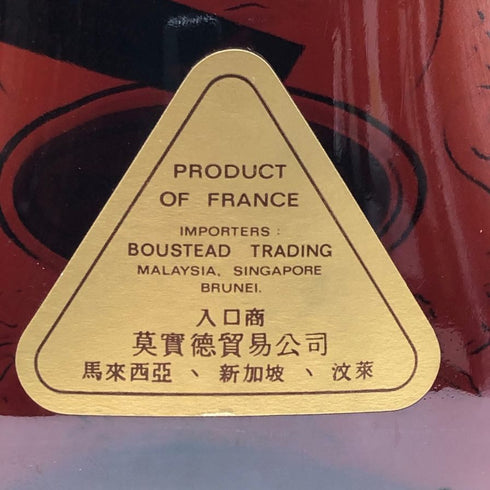 PRODUCT
OF FRANCE
IMPORTERS :
BOUSTEAD TRADING
MALAYSIA, SINGAPORE
BRUNEI.
入口商
莫實德貿易公司
馬來西亞、新加坡、汶萊